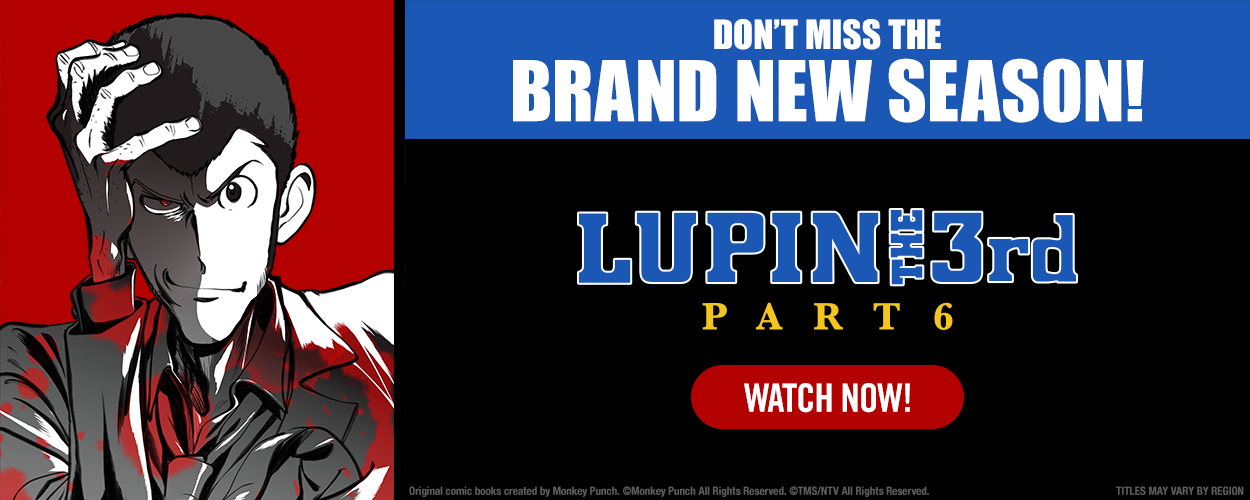 DON'T MISS THE
BRAND NEW SEASON!
LUPIN THE 3rd
PART 6
WATCH NOW!
Original comic books created by Monkey Punch. ©Monkey Punch All Rights Reserved. ©TMS/NTV All Rights Reserved.
TITLES MAY VARY BY REGION